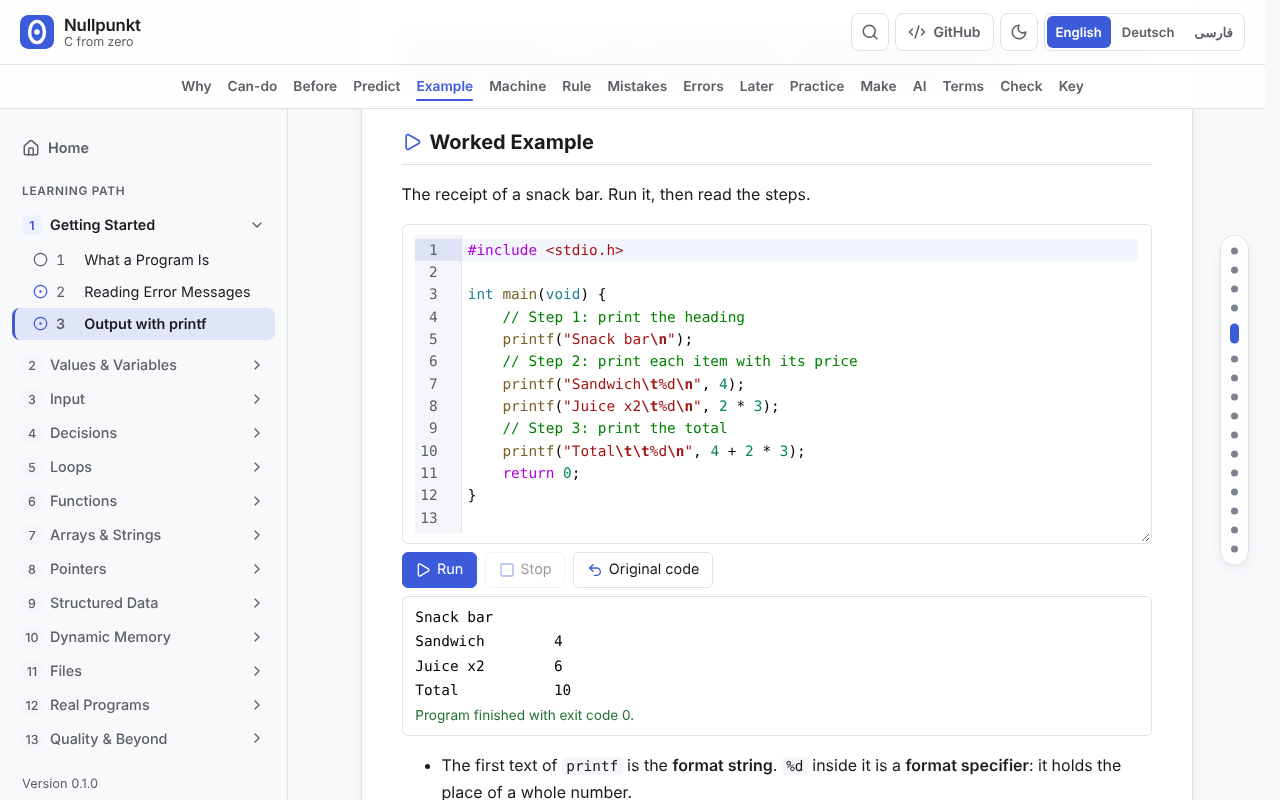 Nullpunkt
C from zero
GitHub
English
Deutsch
فارسی
Why
Can-do
Before
Predict
Example
Machine
Rule
Mistakes
Errors
Later
Practice
Make
AI
Terms
Check
Key
Home
LEARNING PATH
1 Getting Started
1 What a Program Is
2 Reading Error Messages
3 Output with printf
2 Values & Variables
3 Input
4 Decisions
5 Loops
6 Functions
7 Arrays & Strings
8 Pointers
9 Structured Data
10 Dynamic Memory
11 Files
12 Real Programs
13 Quality & Beyond
Version 0.1.0
Worked Example
The receipt of a snack bar. Run it, then read the steps.
1 #include <stdio.h>
2
3 int main(void) {
4     // Step 1: print the heading
5     printf("Snack bar\n");
6     // Step 2: print each item with its price
7     printf("Sandwich\t%d\n", 4);
8     printf("Juice x2\t%d\n", 2 * 3);
9     // Step 3: print the total
10     printf("Total\t\t%d\n", 4 + 2 * 3);
11     return 0;
12 }
13
Run
Stop
Original code
Snack bar
Sandwich 4
Juice x2 6
Total 10
Program finished with exit code 0.
• The first text of printf is the format string. %d inside it is a format specifier: it holds the
place of a whole number.